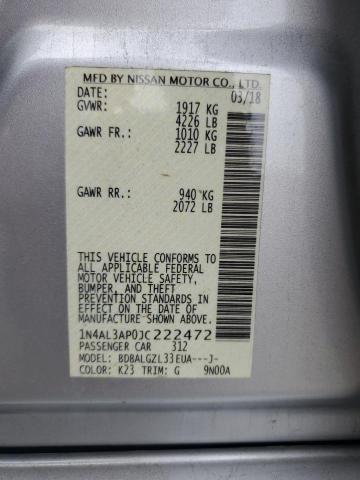 MFD BY NISSAN MOTOR CO., LTD.
DATE: 03/18
GVWR: 1917 KG
4226 LB
GAWR FR: 1010 KG
2227 LB
GAWR RR: 940 KG
2072 LB
THIS VEHICLE CONFORMS TO
ALL APPLICABLE FEDERAL
MOTOR VEHICLE SAFETY,
BUMPER, AND THEFT
PREVENTION STANDARDS IN
EFFECT ON THE DATE OF
MANUFACTURE SHOWN ABOVE.
1N4AL3AP0JC222472
PASSENGER CAR 312
MODEL: BDBALGZL33EUA---J-
COLOR: K23 TRIM: G 9N00A